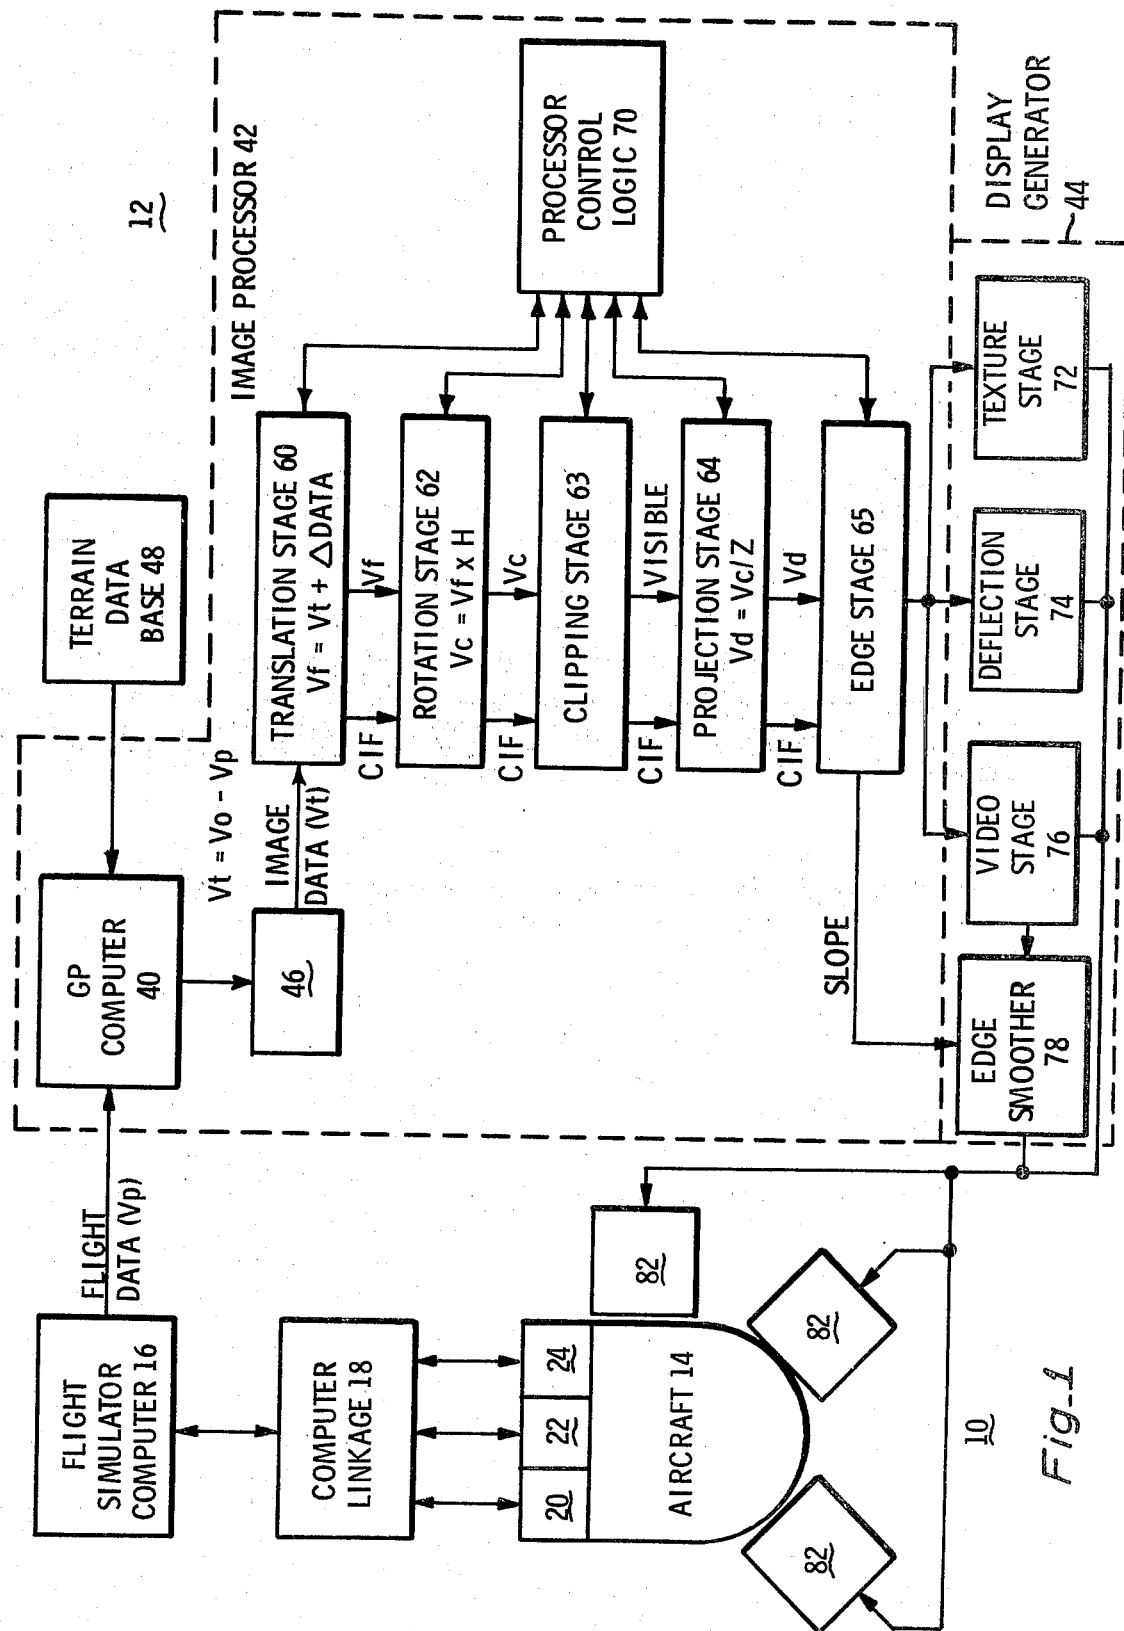 FLIGHT
SIMULATOR
COMPUTER 16
FLIGHT
DATA (Vp)
GP
COMPUTER
40
TERRAIN
DATA
BASE 48
12
Vt = Vo - Vp
IMAGE PROCESSOR 42
COMPUTER
LINKAGE 18
46
IMAGE
DATA (Vt)
TRANSLATION STAGE 60
Vf = Vt + △DATA
CIF
Vf
ROTATION STAGE 62
Vc = Vf x H
CIF
Vc
CLIPPING STAGE 63
CIF
VISIBLE
PROJECTION STAGE 64
Vd = Vc/Z
CIF
Vd
EDGE STAGE 65
PROCESSOR
CONTROL
LOGIC 70
20
22
24
AIRCRAFT 14
82
82
82
SLOPE
EDGE
SMOOTHER
78
VIDEO
STAGE
76
DEFLECTION
STAGE
74
TEXTURE
STAGE
72
DISPLAY
GENERATOR
44
10
Fig_1